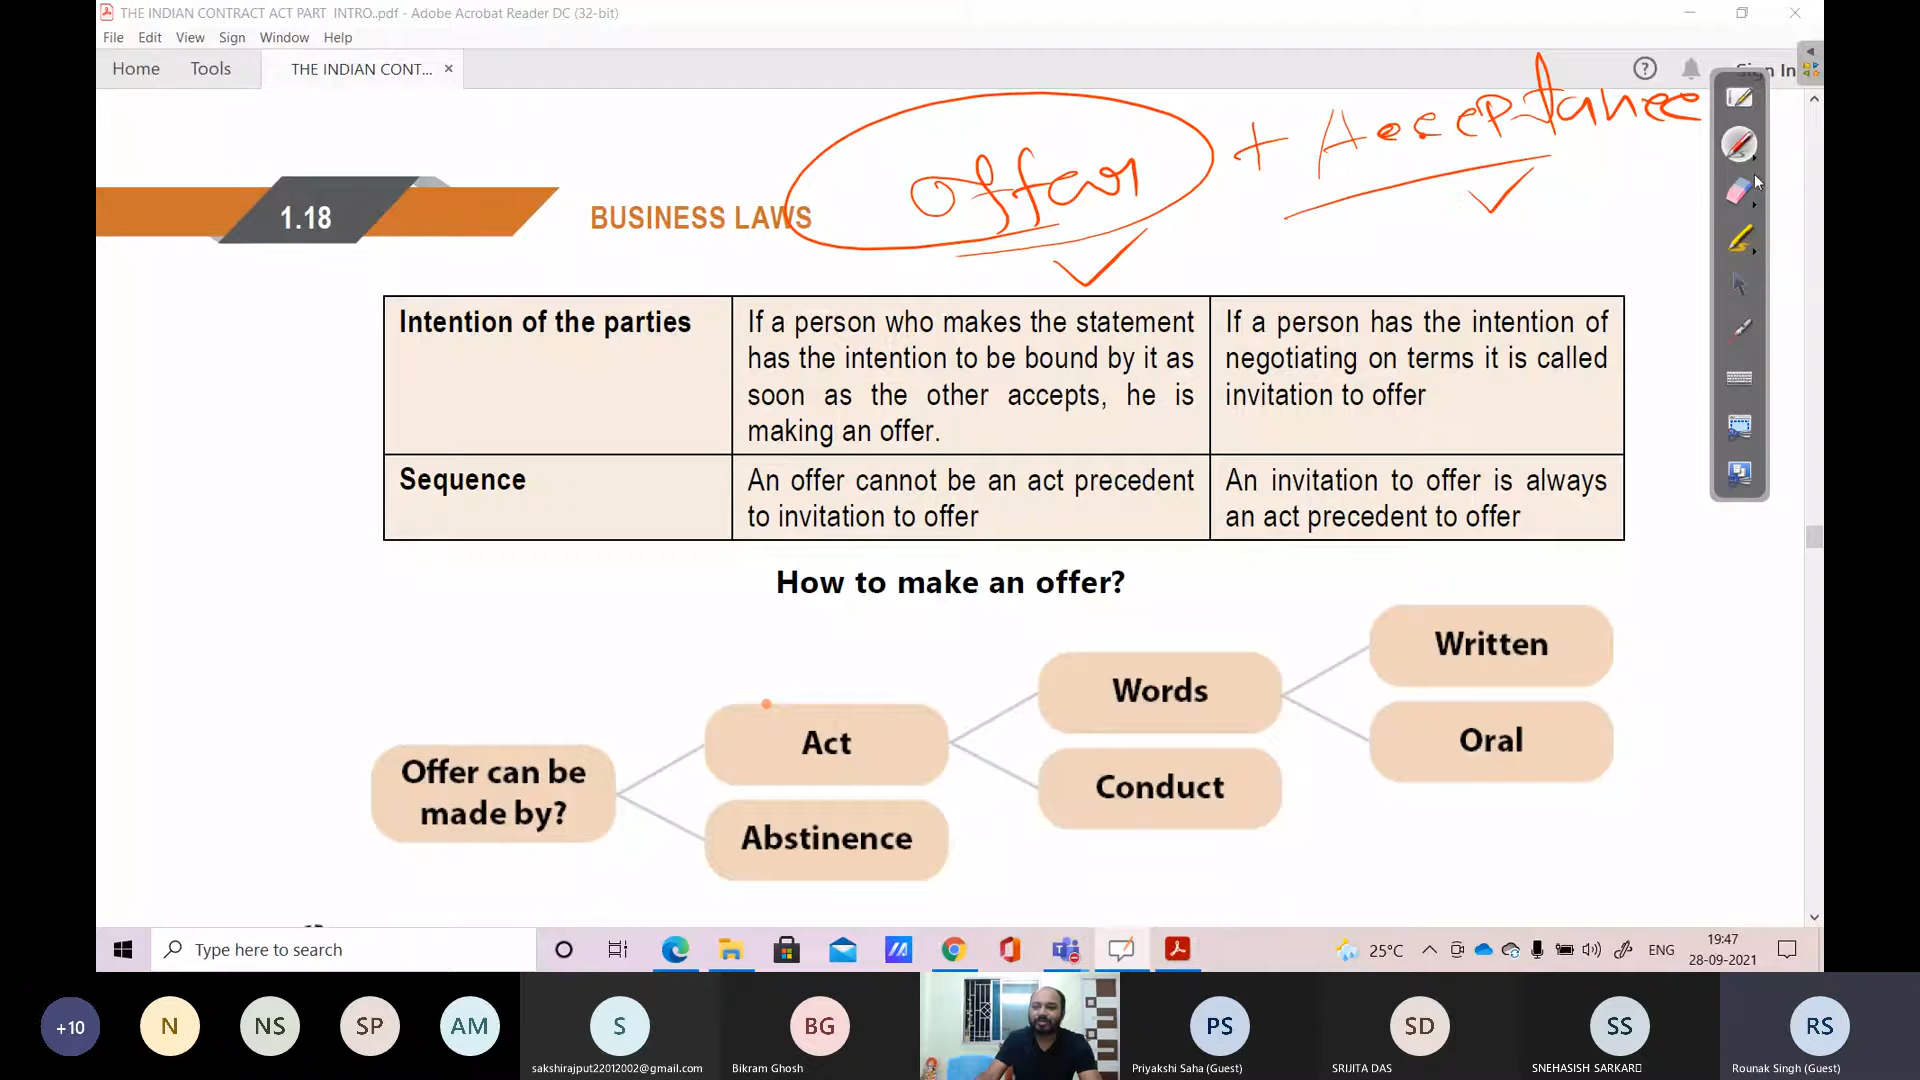 THE INDIAN CONTRACT ACT PART INTRO..pdf - Adobe Acrobat Reader DC (32-bit)
File Edit View Sign Window Help
Home Tools THE INDIAN CONT... ×
Sign In
Offer + Acceptance
1.18 BUSINESS LAWS
Intention of the parties
If a person who makes the statement
has the intention to be bound by it as
soon as the other accepts, he is
making an offer.
If a person has the intention of
negotiating on terms it is called
invitation to offer
Sequence
An offer cannot be an act precedent
to invitation to offer
An invitation to offer is always
an act precedent to offer
How to make an offer?
Offer can be
made by?
Act
Abstinence
Words
Conduct
Written
Oral
Type here to search
25°C
ENG
19:47
28-09-2021
+10
N
NS
SP
AM
S
sakshirajput22012002@gmail.com
BG
Bikram Ghosh
PS
Priyakshi Saha (Guest)
SD
SRIJITA DAS
SS
SNEHASISH SARKAR
RS
Rounak Singh (Guest)